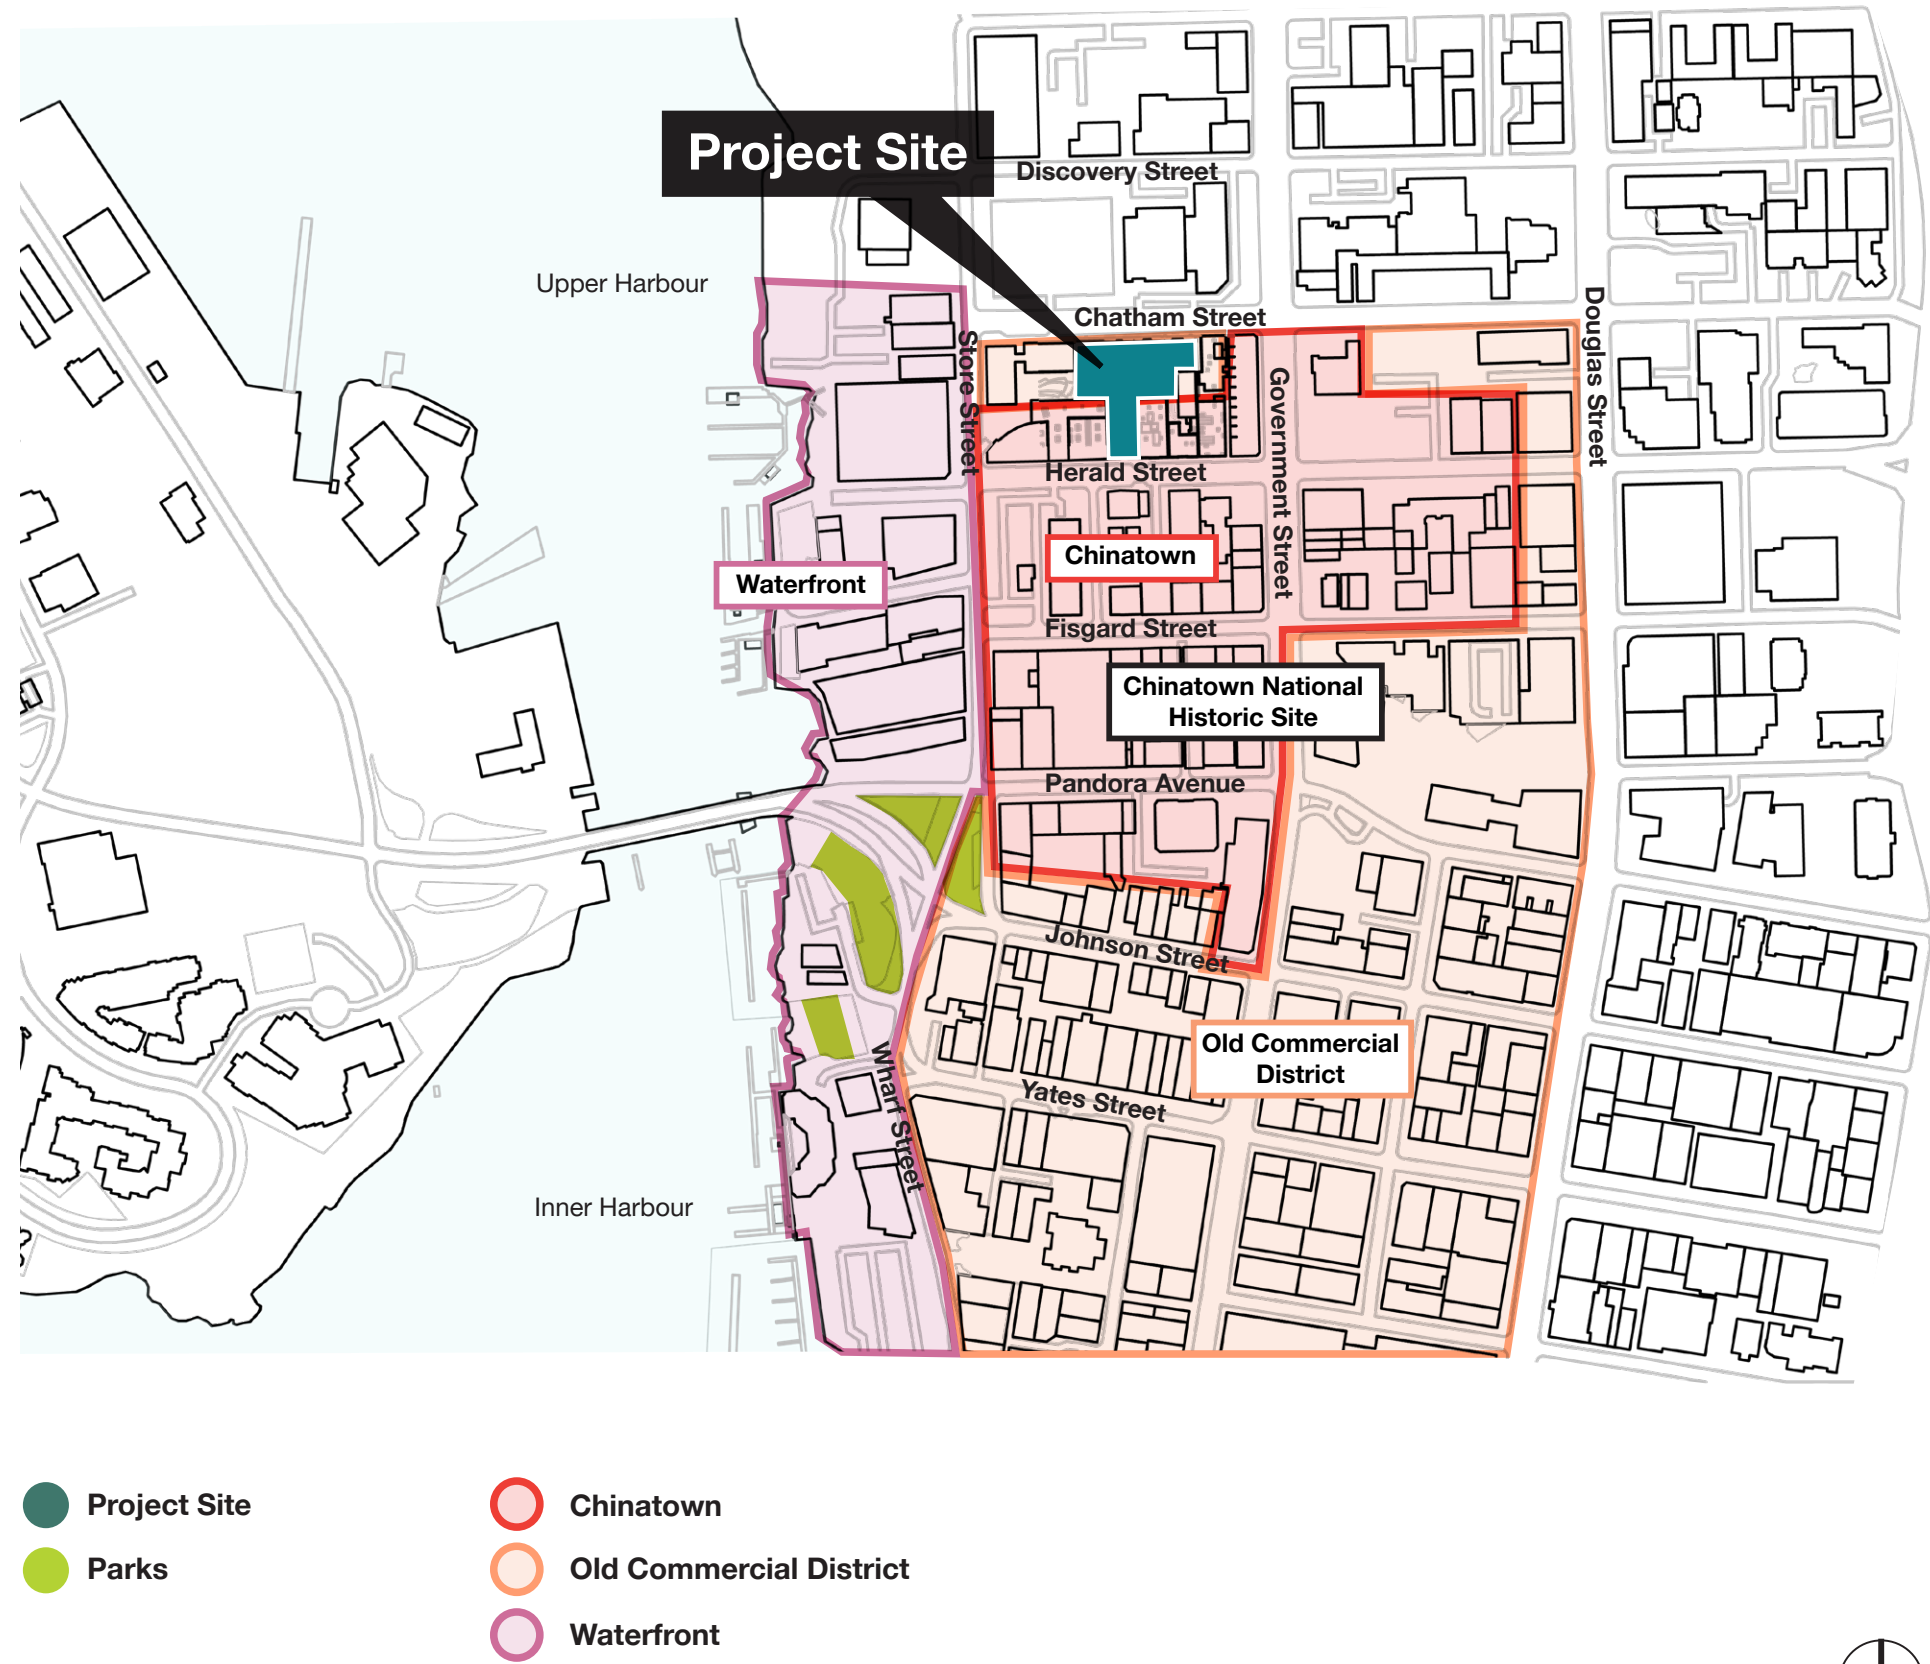 Project Site
Discovery Street
Upper Harbour
Chatham Street
Store Street
Government Street
Douglas Street
Herald Street
Chinatown
Waterfront
Fisgard Street
Chinatown National
Historic Site
Pandora Avenue
Johnson Street
Old Commercial
District
Wharf Street
Yates Street
Inner Harbour
Project Site
Parks
Chinatown
Old Commercial District
Waterfront